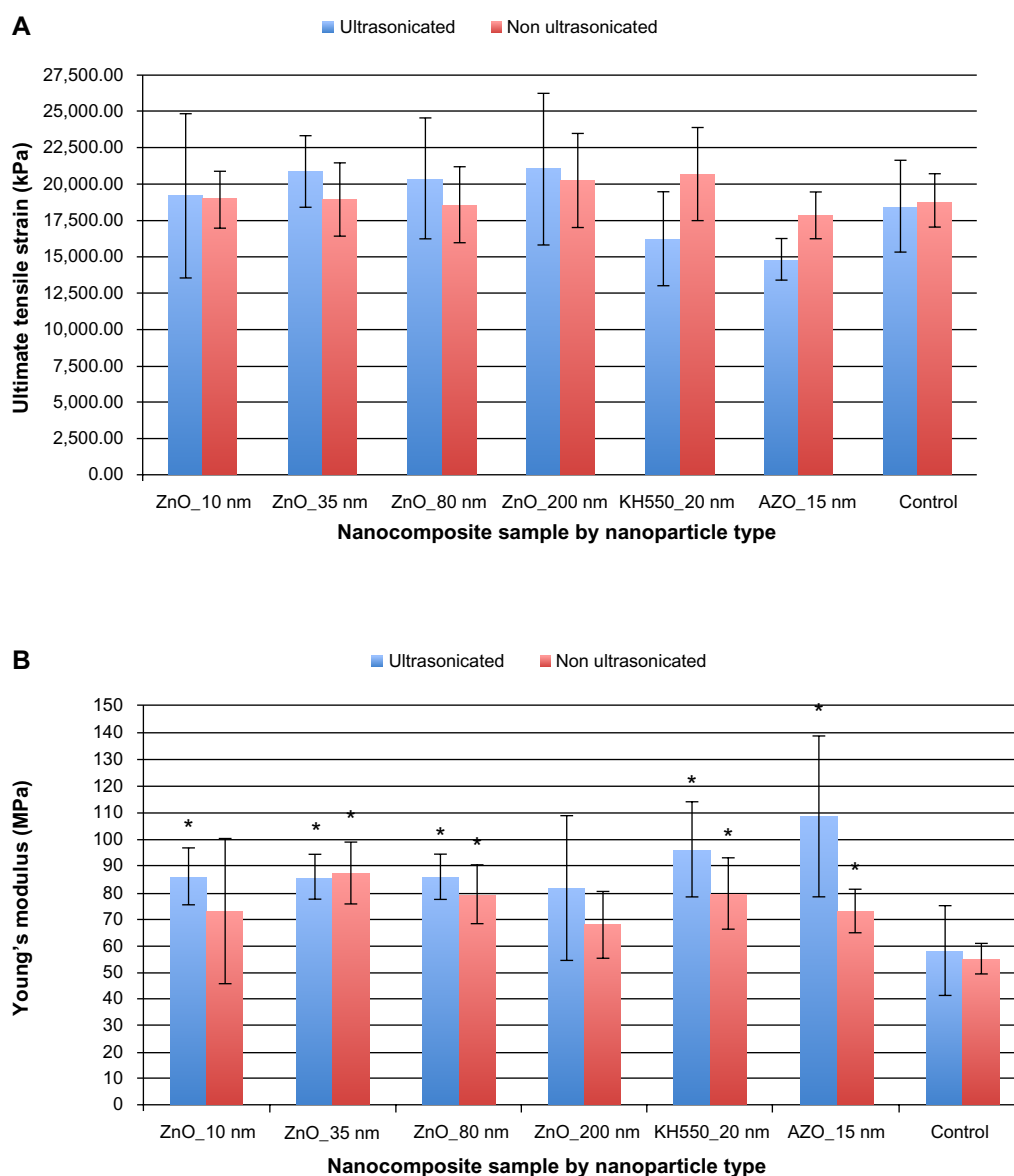 A
Ultrasonicated Non ultrasonicated
Ultimate tensile strain (kPa)
27,500.00
25,000.00
22,500.00
20,000.00
17,500.00
15,000.00
12,500.00
10,000.00
7,500.00
5,000.00
2,500.00
0.00
ZnO_10 nm ZnO_35 nm ZnO_80 nm ZnO_200 nm KH550_20 nm AZO_15 nm Control
Nanocomposite sample by nanoparticle type
B
Ultrasonicated Non ultrasonicated
Young's modulus (MPa)
150
140
130
120
110
100
90
80
70
60
50
40
30
20
10
0
* * * * * * * * *
ZnO_10 nm ZnO_35 nm ZnO_80 nm ZnO_200 nm KH550_20 nm AZO_15 nm Control
Nanocomposite sample by nanoparticle type